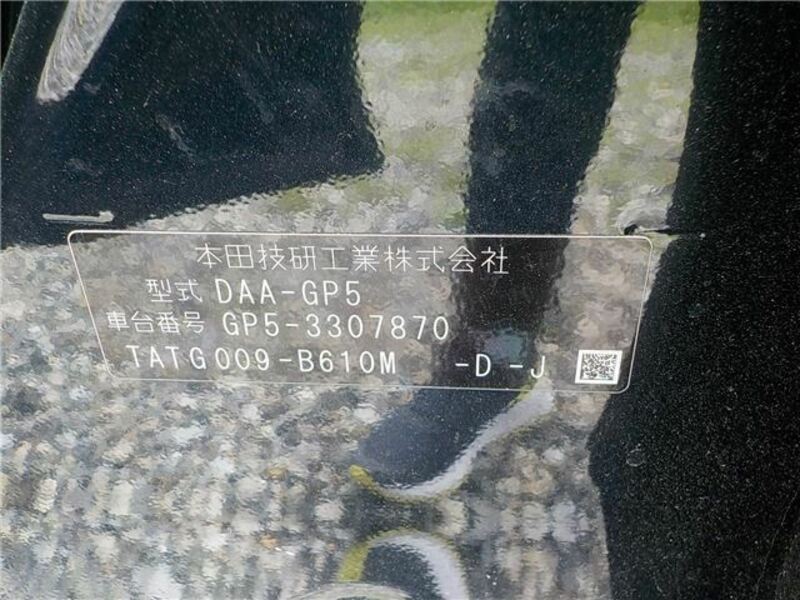 本田技研工業株式会社
型式 DAA-GP5
車台番号 GP5-3307870
TATG009-B610M -D -J